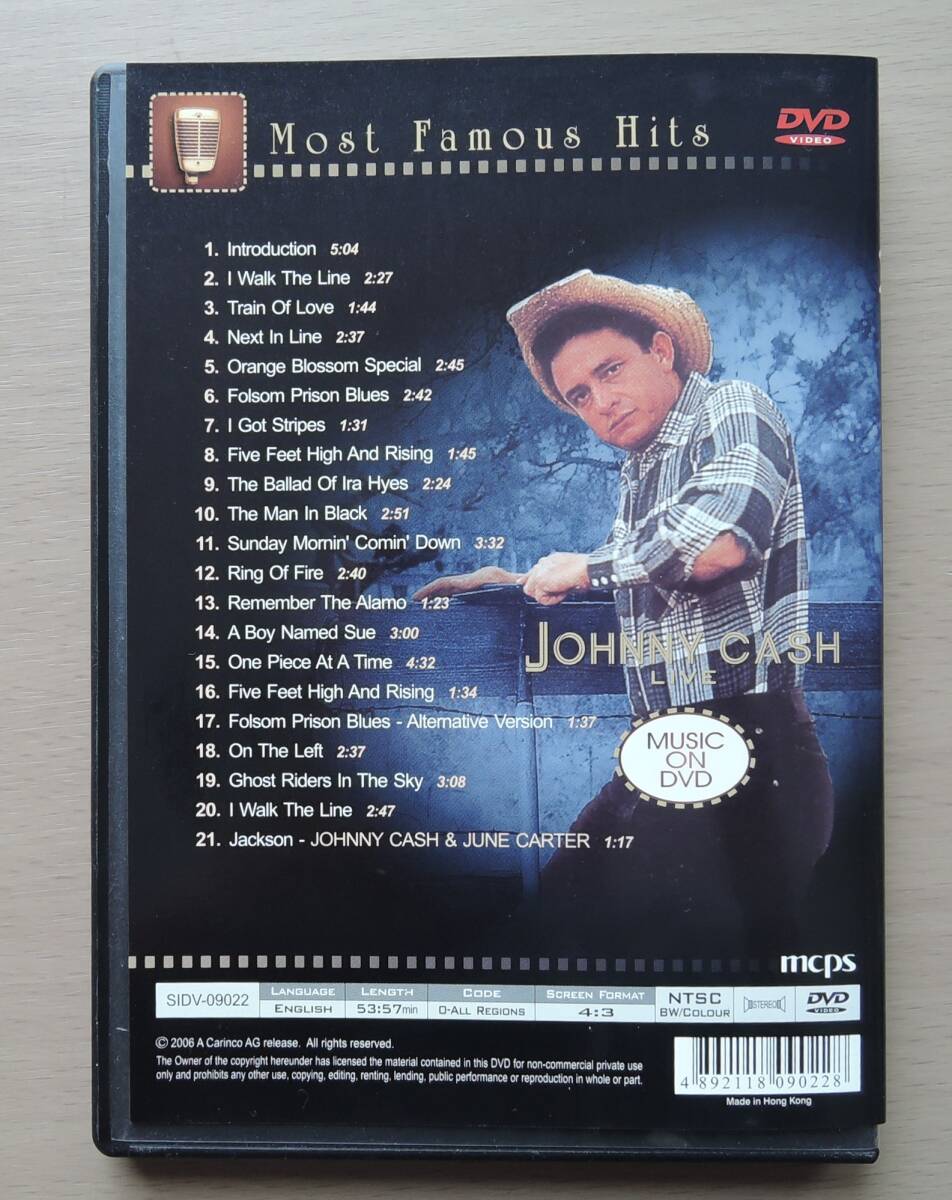 Most Famous Hits
DVD
VIDEO
1. Introduction 5:04
2. I Walk The Line 2:27
3. Train Of Love 1:44
4. Next In Line 2:37
5. Orange Blossom Special 2:45
6. Folsom Prison Blues 2:42
7. I Got Stripes 1:31
8. Five Feet High And Rising 1:45
9. The Ballad Of Ira Hyes 2:24
10. The Man In Black 2:51
11. Sunday Mornin' Comin' Down 3:32
12. Ring Of Fire 2:40
13. Remember The Alamo 1:23
14. A Boy Named Sue 3:00
15. One Piece At A Time 4:32
16. Five Feet High And Rising 1:34
17. Folsom Prison Blues - Alternative Version 1:37
18. On The Left 2:37
19. Ghost Riders In The Sky 3:08
20. I Walk The Line 2:47
21. Jackson - JOHNNY CASH & JUNE CARTER 1:17
JOHNNY CASH
LIVE
MUSIC
ON
DVD
mcps
SIDV-09022
LANGUAGE
ENGLISH
LENGTH
53:57min
CODE
0-ALL REGIONS
SCREEN FORMAT
4:3
NTSC
BW/COLOUR
STEREO
DVD
VIDEO
© 2006 A Carinco AG release. All rights reserved.
The Owner of the copyright hereunder has licensed the material contained in this DVD for non-commercial private use
only and prohibits any other use, copying, editing, renting, lending, public performance or reproduction in whole or part.
4 892118 090228
Made in Hong Kong